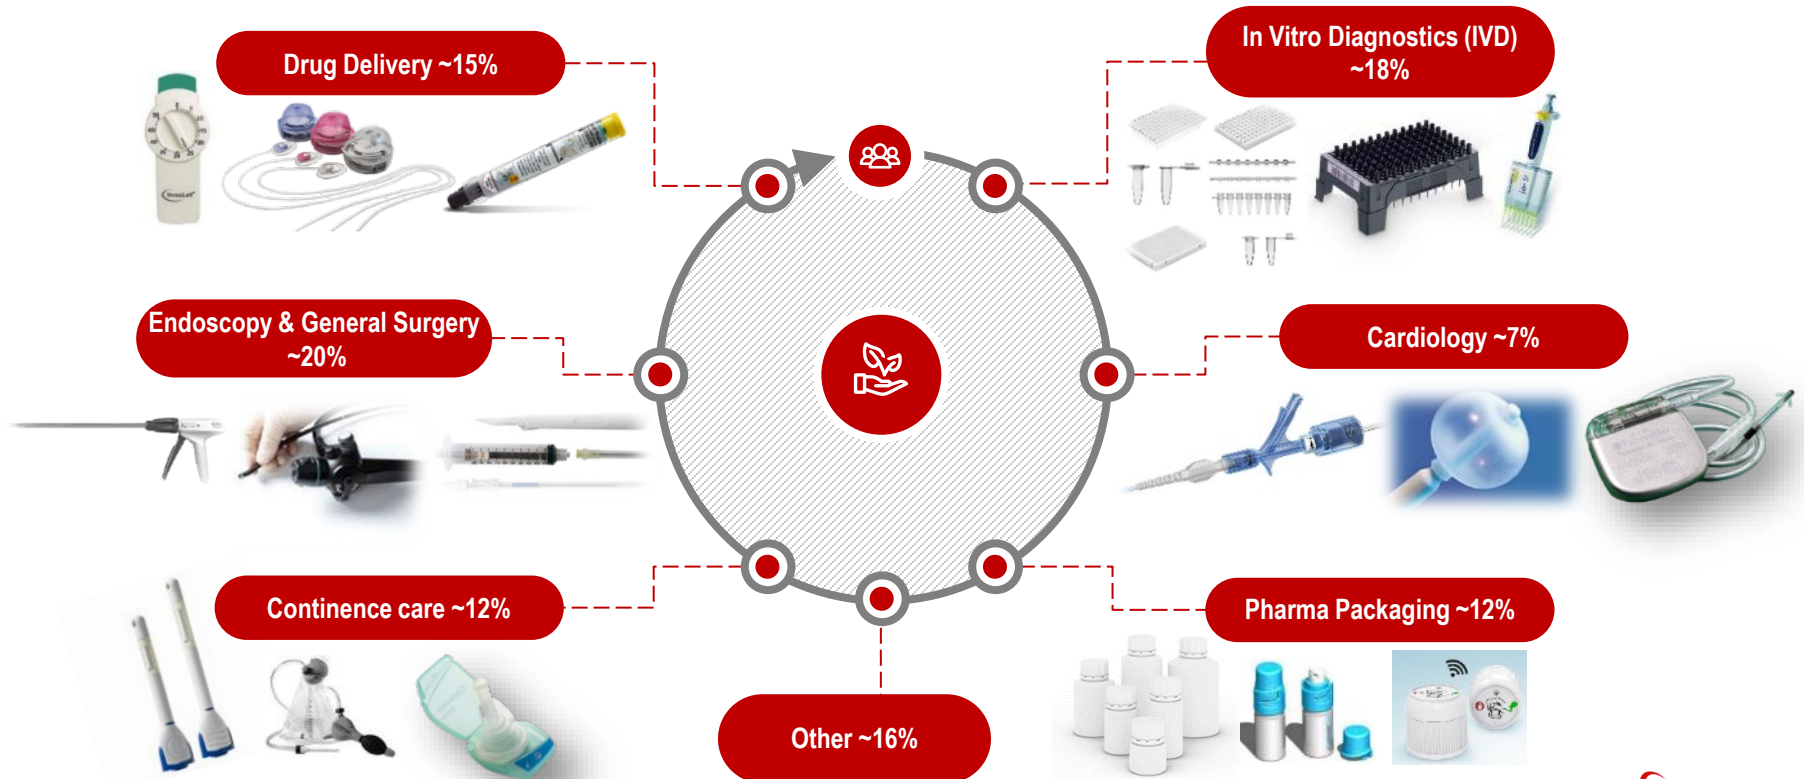 Drug Delivery ~15%
In Vitro Diagnostics (IVD)
~18%
Endoscopy & General Surgery
~20%
Cardiology ~7%
Continence care ~12%
Pharma Packaging ~12%
Other ~16%